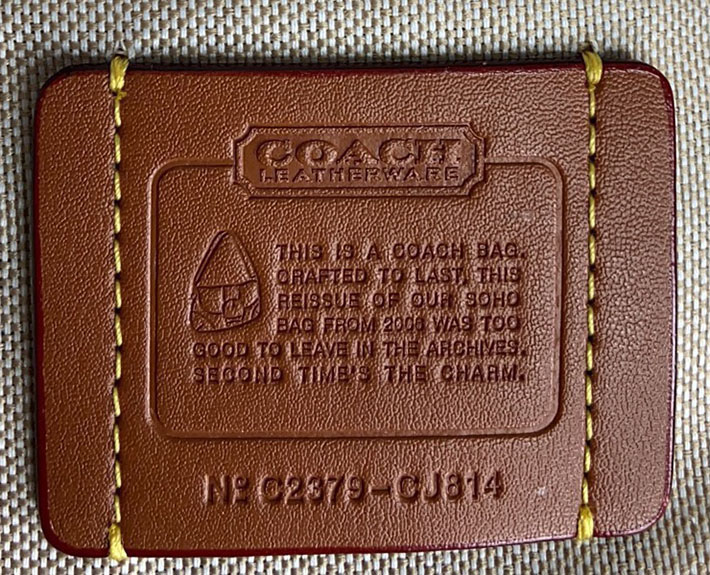 COACH
LEATHERWARE
THIS IS A COACH BAG.
CRAFTED TO LAST, THIS
REISSUE OF OUR SOHO
BAG FROM 2006 WAS TOO
GOOD TO LEAVE IN THE ARCHIVES.
SECOND TIME'S THE CHARM.
Nº C2379-CJ814